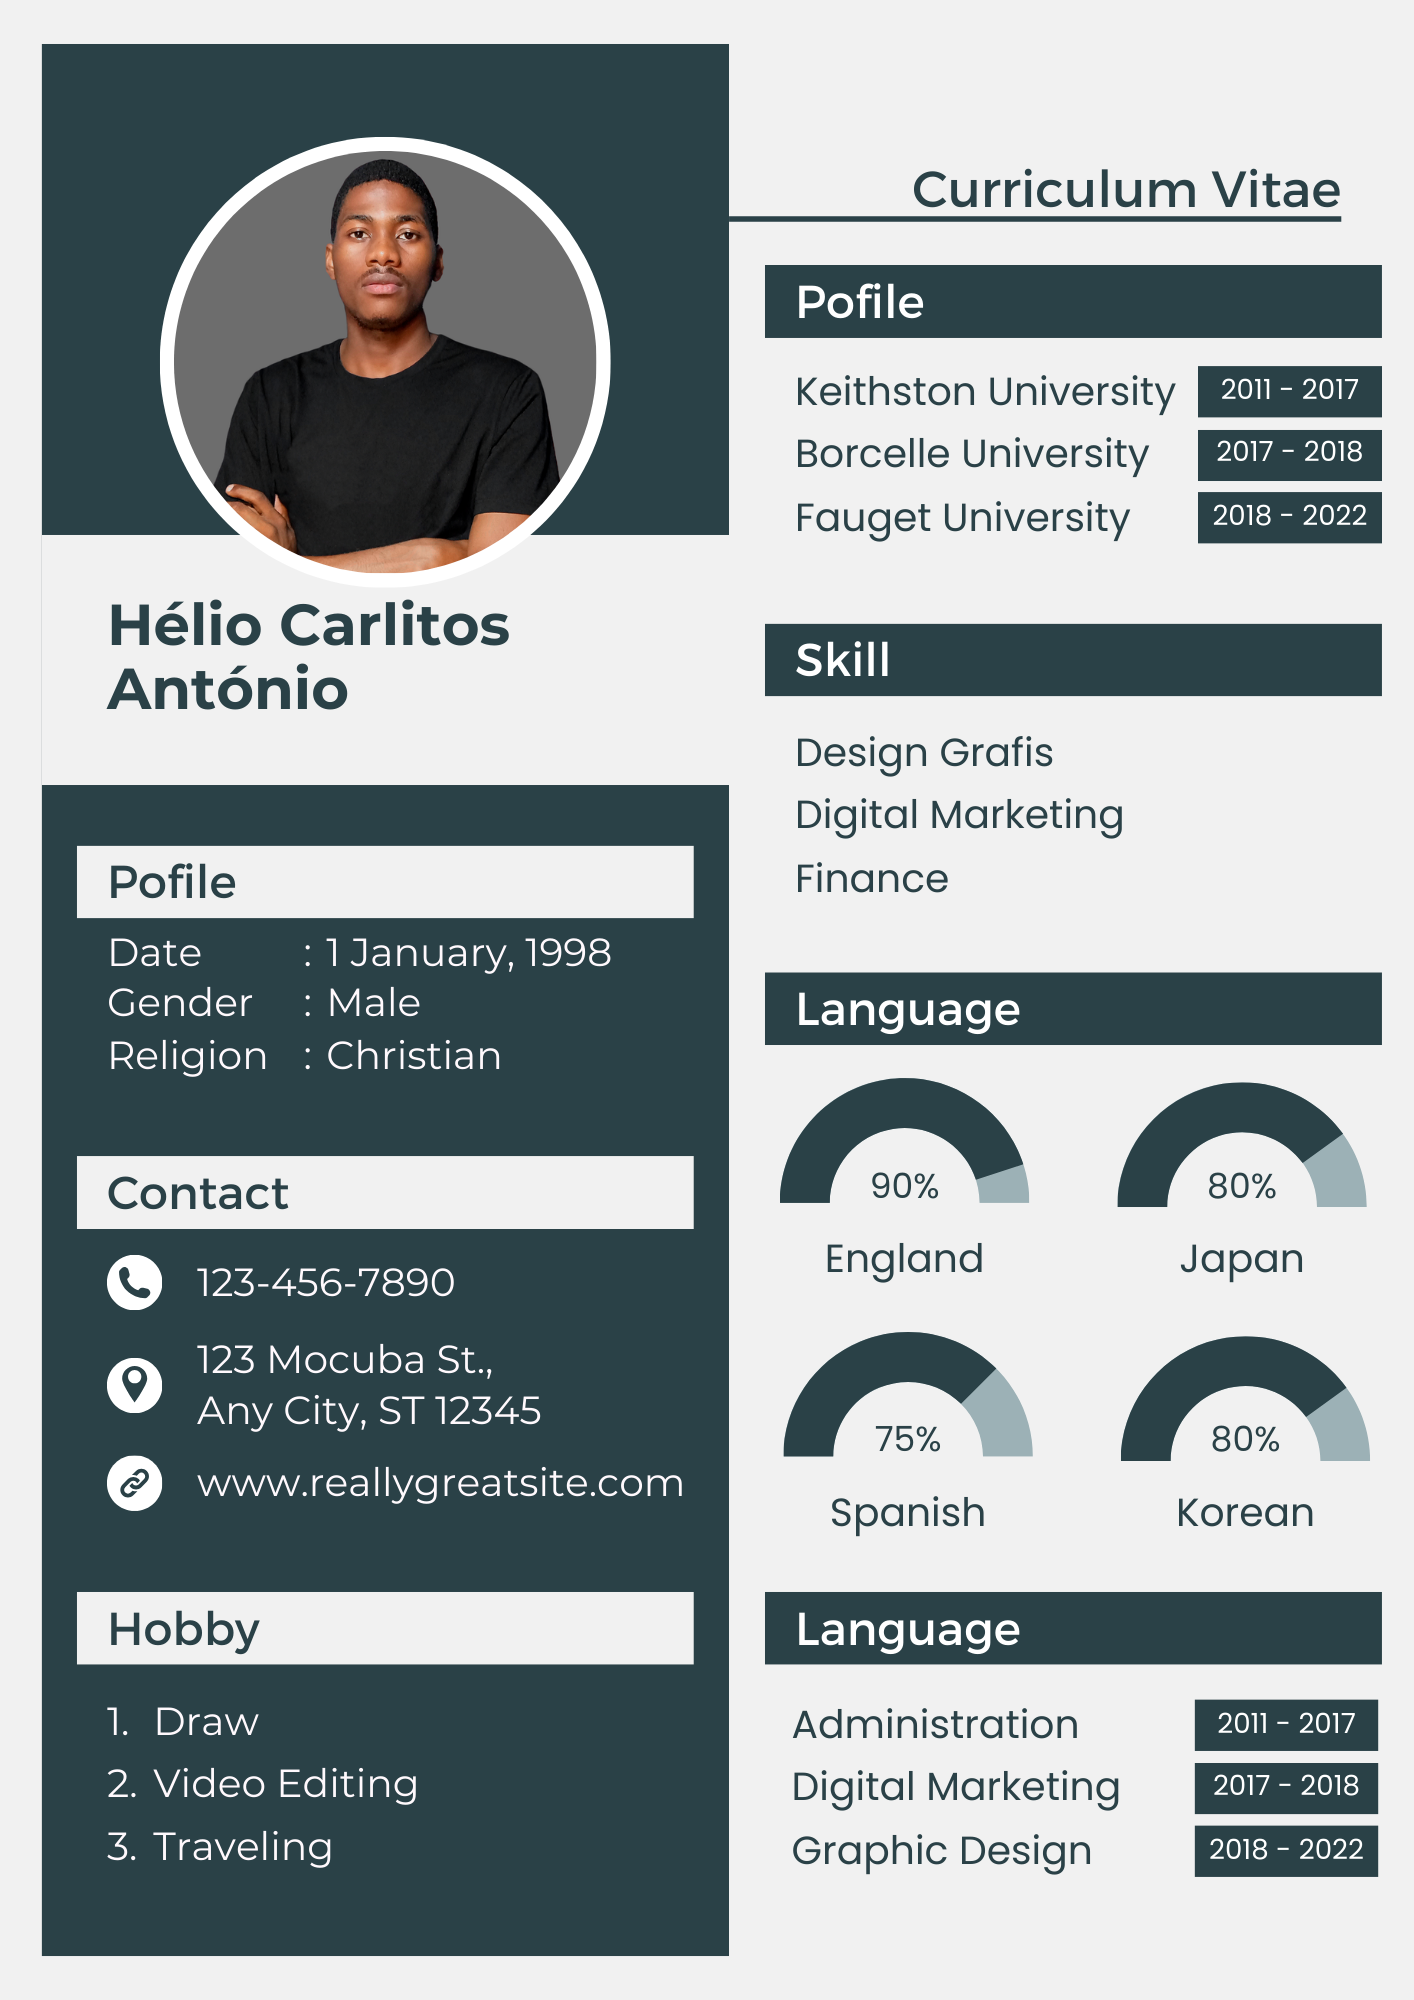 Hélio Carlitos
António
Pofile
Date : 1 January, 1998
Gender : Male
Religion : Christian
Contact
123-456-7890
123 Mocuba St.,
Any City, ST 12345
www.reallygreatsite.com
Hobby
1. Draw
2. Video Editing
3. Traveling
Curriculum Vitae
Pofile
Keithston University 2011 - 2017
Borcelle University 2017 - 2018
Fauget University 2018 - 2022
Skill
Design Grafis
Digital Marketing
Finance
Language
90% 80%
England Japan
75% 80%
Spanish Korean
Language
Administration 2011 - 2017
Digital Marketing 2017 - 2018
Graphic Design 2018 - 2022